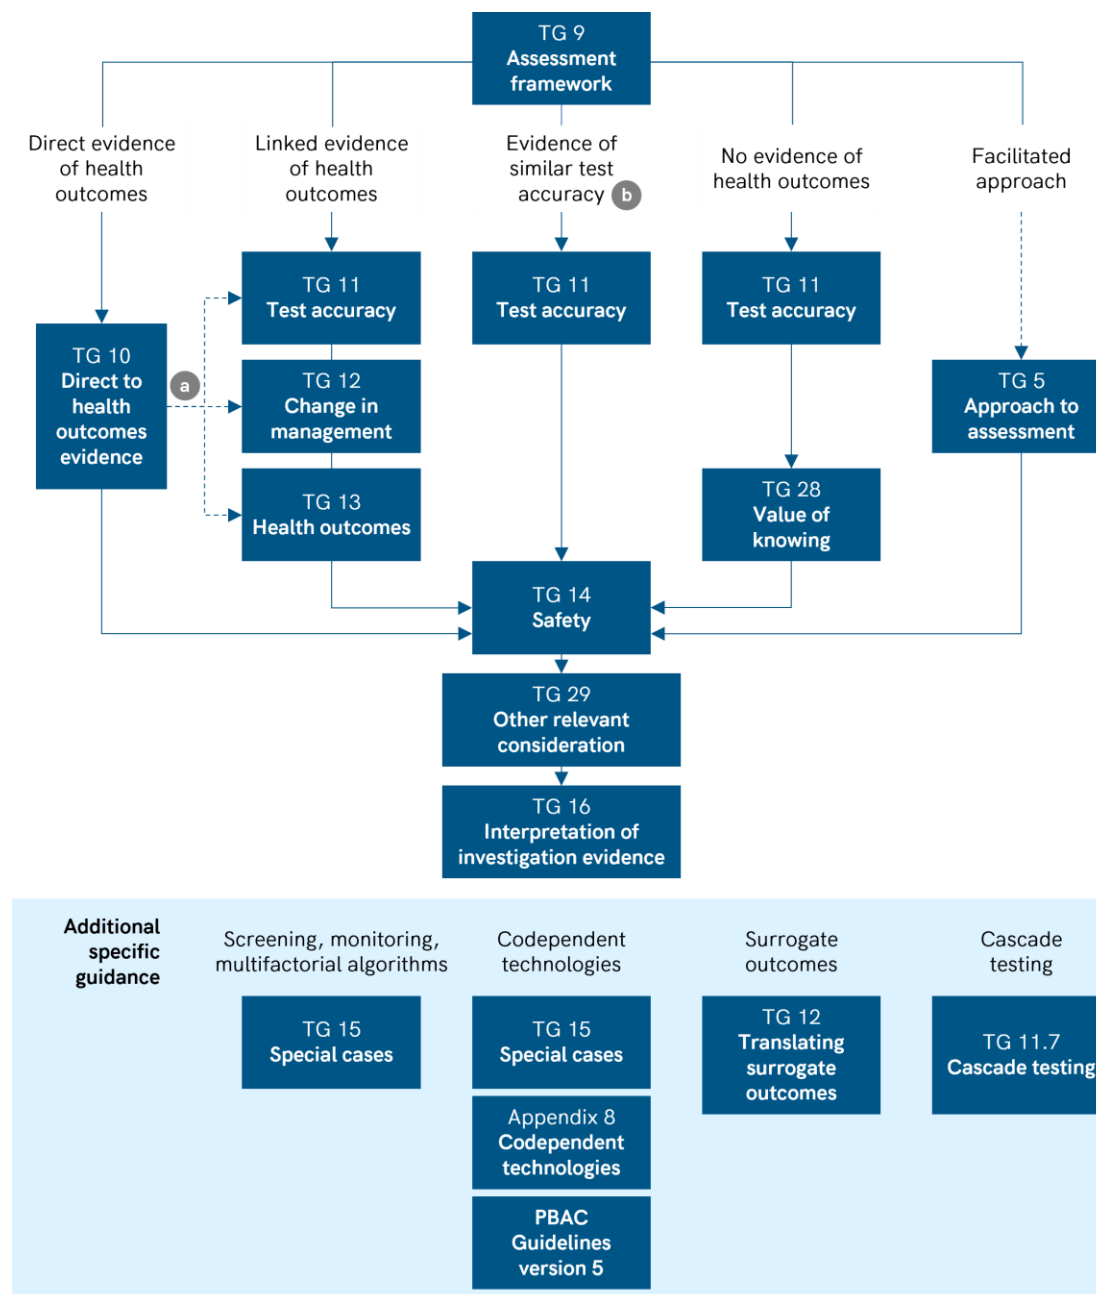 TG 9
Assessment
framework
Direct evidence
of health
outcomes
Linked evidence
of health
outcomes
Evidence of
similar test
accuracy b
No evidence of
health outcomes
Facilitated
approach
TG 11
Test accuracy
TG 11
Test accuracy
TG 11
Test accuracy
TG 10
Direct to
health
outcomes
evidence
a
TG 12
Change in
management
TG 5
Approach to
assessment
TG 13
Health outcomes
TG 28
Value of
knowing
TG 14
Safety
TG 29
Other relevant
consideration
TG 16
Interpretation of
investigation evidence
Additional
specific
guidance
Screening, monitoring,
multifactorial algorithms
Codependent
technologies
Surrogate
outcomes
Cascade
testing
TG 15
Special cases
TG 15
Special cases
TG 12
Translating
surrogate
outcomes
TG 11.7
Cascade testing
Appendix 8
Codependent
technologies
PBAC
Guidelines
version 5